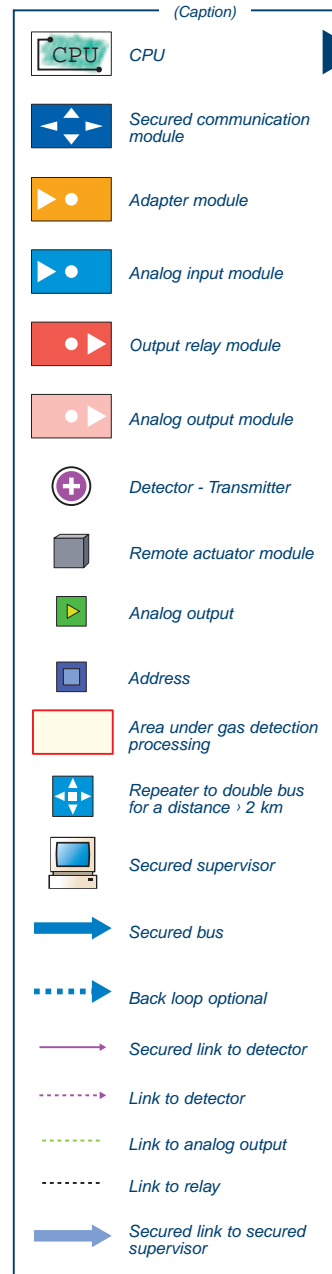 (Caption)
CPU
CPU
Secured communication
module
Adapter module
Analog input module
Output relay module
Analog output module
Detector - Transmitter
Remote actuator module
Analog output
Address
Area under gas detection
processing
Repeater to double bus
for a distance › 2 km
Secured supervisor
Secured bus
Back loop optional
Secured link to detector
Link to detector
Link to analog output
Link to relay
Secured link to secured
supervisor